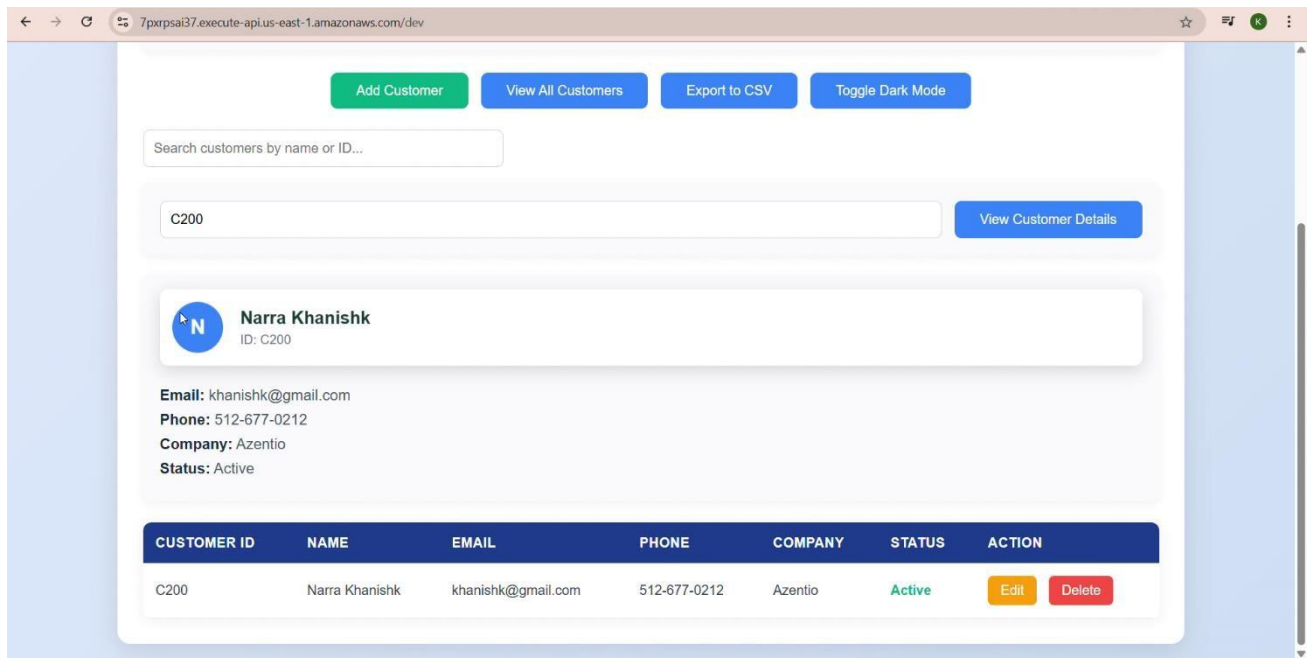 7pxrpsai37.execute-api.us-east-1.amazonaws.com/dev
K
Add Customer View All Customers Export to CSV Toggle Dark Mode
Search customers by name or ID...
C200 View Customer Details
N
Narra Khanishk
ID: C200
Email: khanishk@gmail.com
Phone: 512-677-0212
Company: Azentio
Status: Active
CUSTOMER ID NAME EMAIL PHONE COMPANY STATUS ACTION
C200 Narra Khanishk khanishk@gmail.com 512-677-0212 Azentio Active Edit Delete